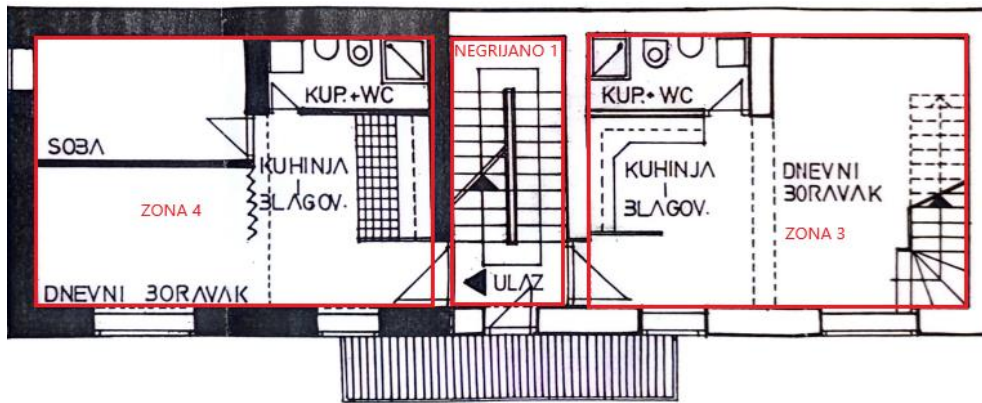 NEGRIJANO 1
KUP.+WC
KUP.+WC
SOBA
KUHINJA
I
BLAGOV.
KUHINJA
I
BLAGOV.
DNEVNI
BORAVAK
ZONA 4
ZONA 3
ULAZ
DNEVNI BORAVAK